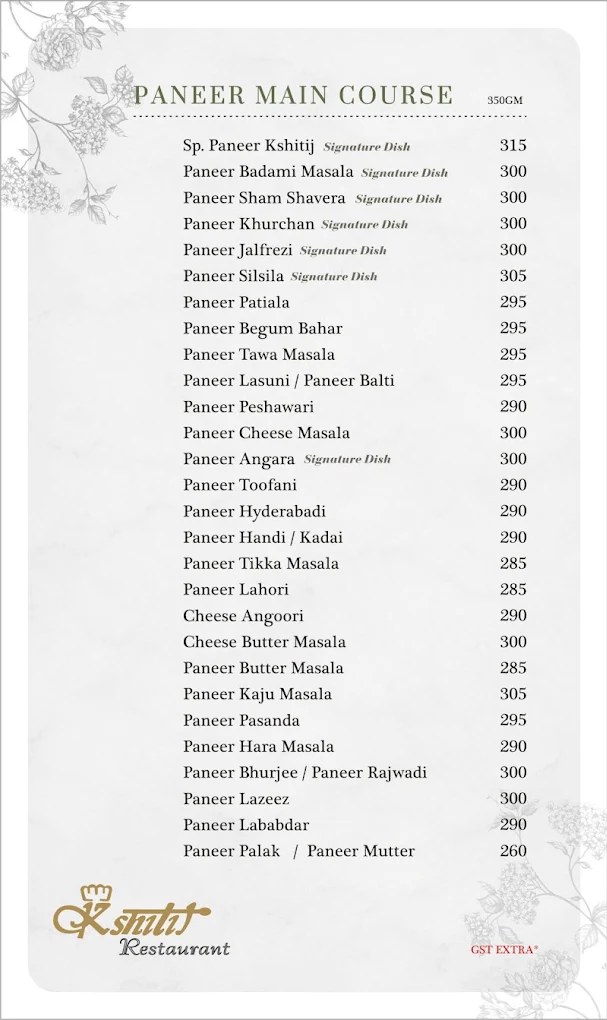 PANEER MAIN COURSE 350GM
Sp. Paneer Kshitij Signature Dish 315
Paneer Badami Masala Signature Dish 300
Paneer Sham Shavera Signature Dish 300
Paneer Khurchan Signature Dish 300
Paneer Jalfrezi Signature Dish 300
Paneer Silsila Signature Dish 305
Paneer Patiala 295
Paneer Begum Bahar 295
Paneer Tawa Masala 295
Paneer Lasuni / Paneer Balti 295
Paneer Peshawari 290
Paneer Cheese Masala 300
Paneer Angara Signature Dish 300
Paneer Toofani 290
Paneer Hyderabadi 290
Paneer Handi / Kadai 290
Paneer Tikka Masala 285
Paneer Lahori 285
Cheese Angoori 290
Cheese Butter Masala 300
Paneer Butter Masala 285
Paneer Kaju Masala 305
Paneer Pasanda 295
Paneer Hara Masala 290
Paneer Bhurjee / Paneer Rajwadi 300
Paneer Lazeez 300
Paneer Lababdar 290
Paneer Palak / Paneer Mutter 260
Kshitij
Restaurant
GST EXTRA*